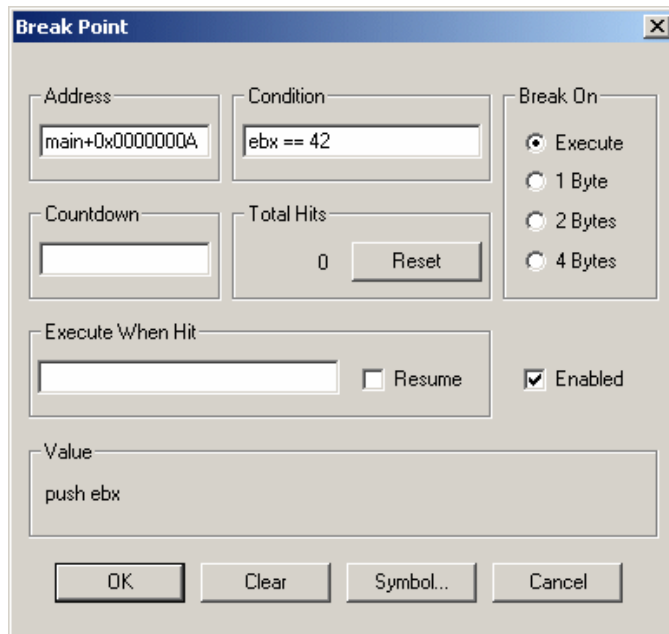 Break Point
Address
main+0x0000000A
Condition
ebx == 42
Break On
Execute
1 Byte
2 Bytes
4 Bytes
Countdown
Total Hits
0
Reset
Execute When Hit
Resume
Enabled
Value
push ebx
OK
Clear
Symbol...
Cancel